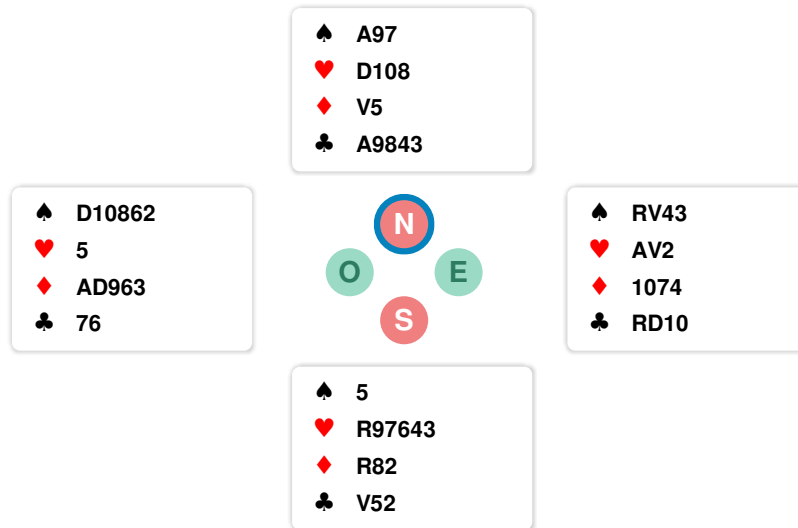 ♠ A97
♥ D108
♦ V5
♣ A9843
♠ D10862
♥ 5
♦ AD963
♣ 76
N
O
E
S
♠ RV43
♥ AV2
♦ 1074
♣ RD10
♠ 5
♥ R97643
♦ R82
♣ V52